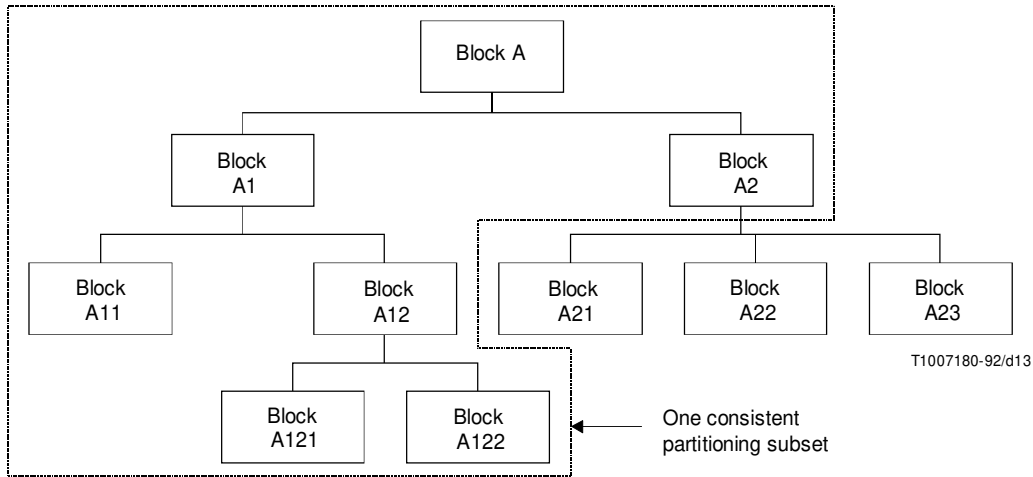 Block A
Block
A1
Block
A2
Block
A11
Block
A12
Block
A21
Block
A22
Block
A23
T1007180-92/d13
Block
A121
Block
A122
One consistent
partitioning subset